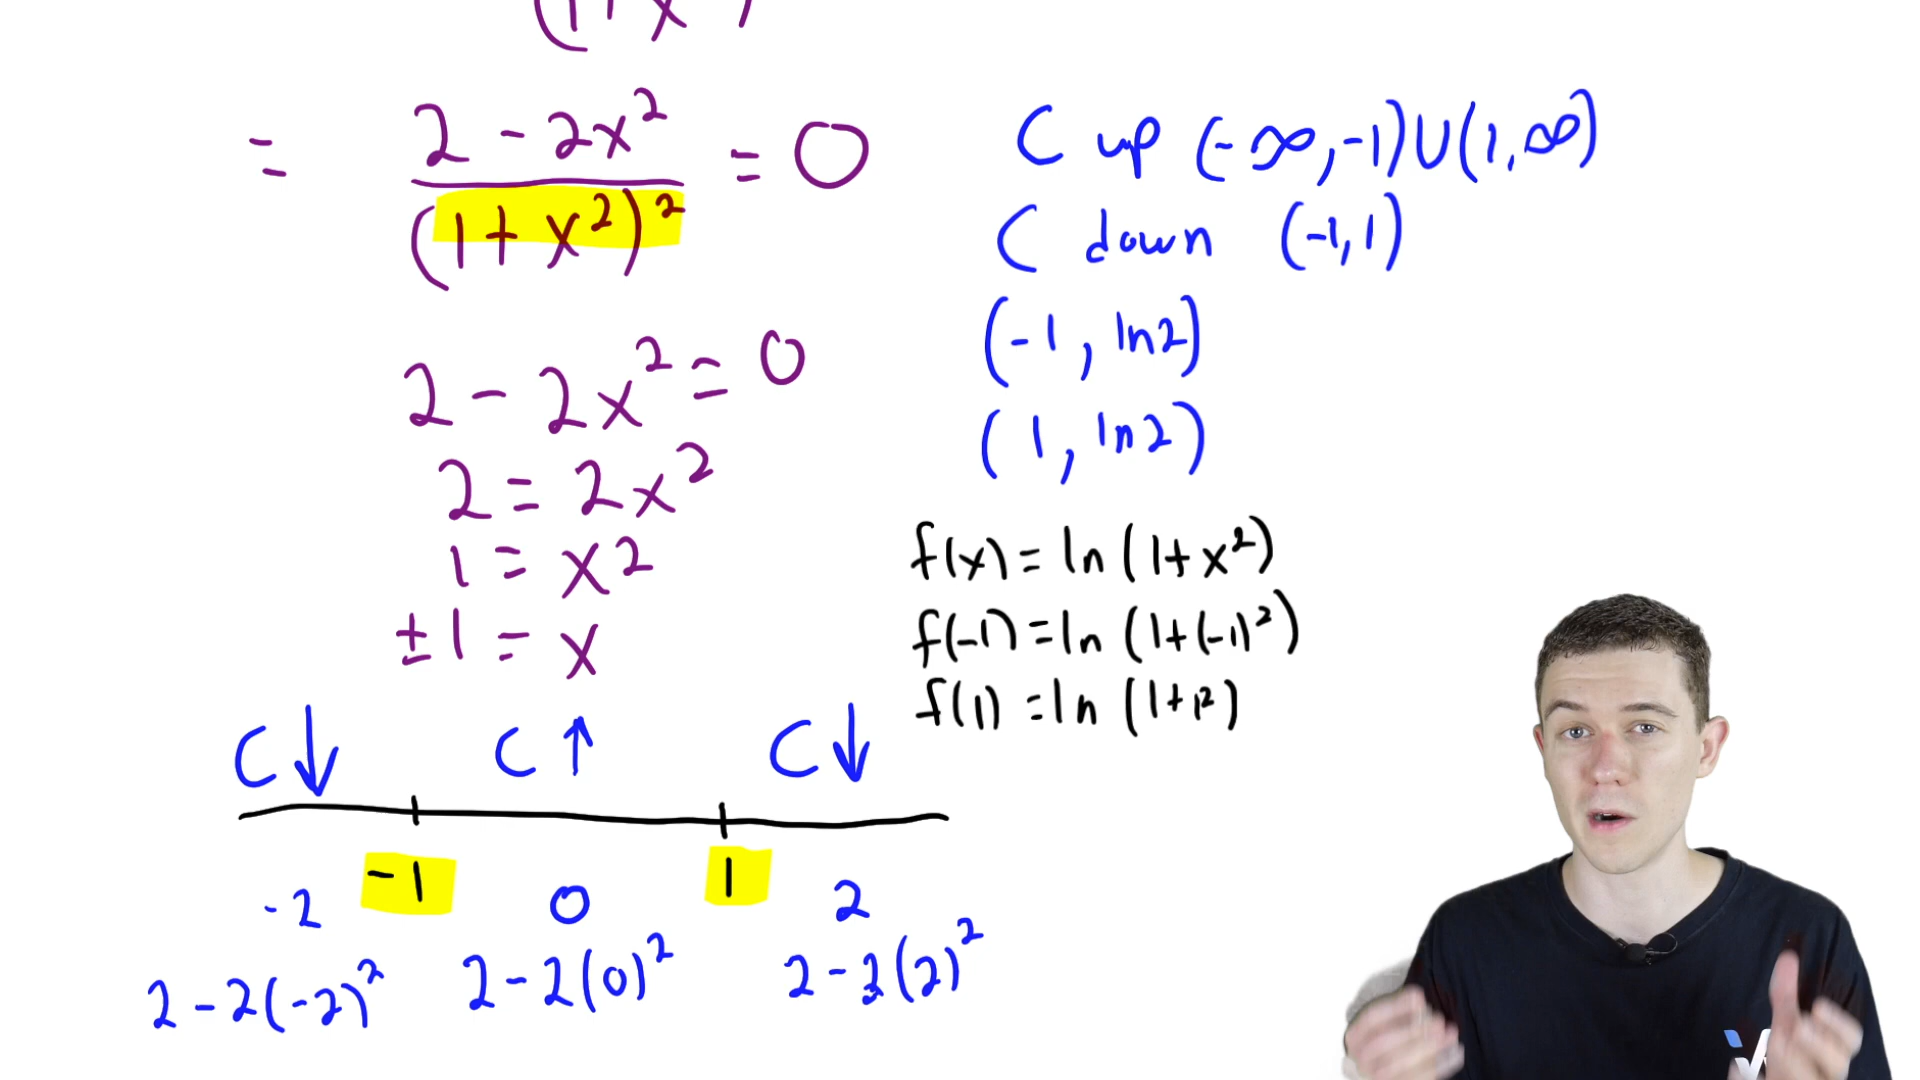 (1+x )
= 2 - 2x² / (1+x²)² = 0
2 - 2x² = 0
2 = 2x²
1 = x2
±1 = x
C↓ C↑ C↓
-1 1
-2 0 2
2-2(-2)² 2-2(0)² 2-2(2)²
C up (-∞,-1)∪(1,∞)
C down (-1,1)
(-1, ln2)
(1, ln2)
f(x) = ln(1+x²)
f(-1) = ln(1+(-1)²)
f(1) = ln(1+1²)